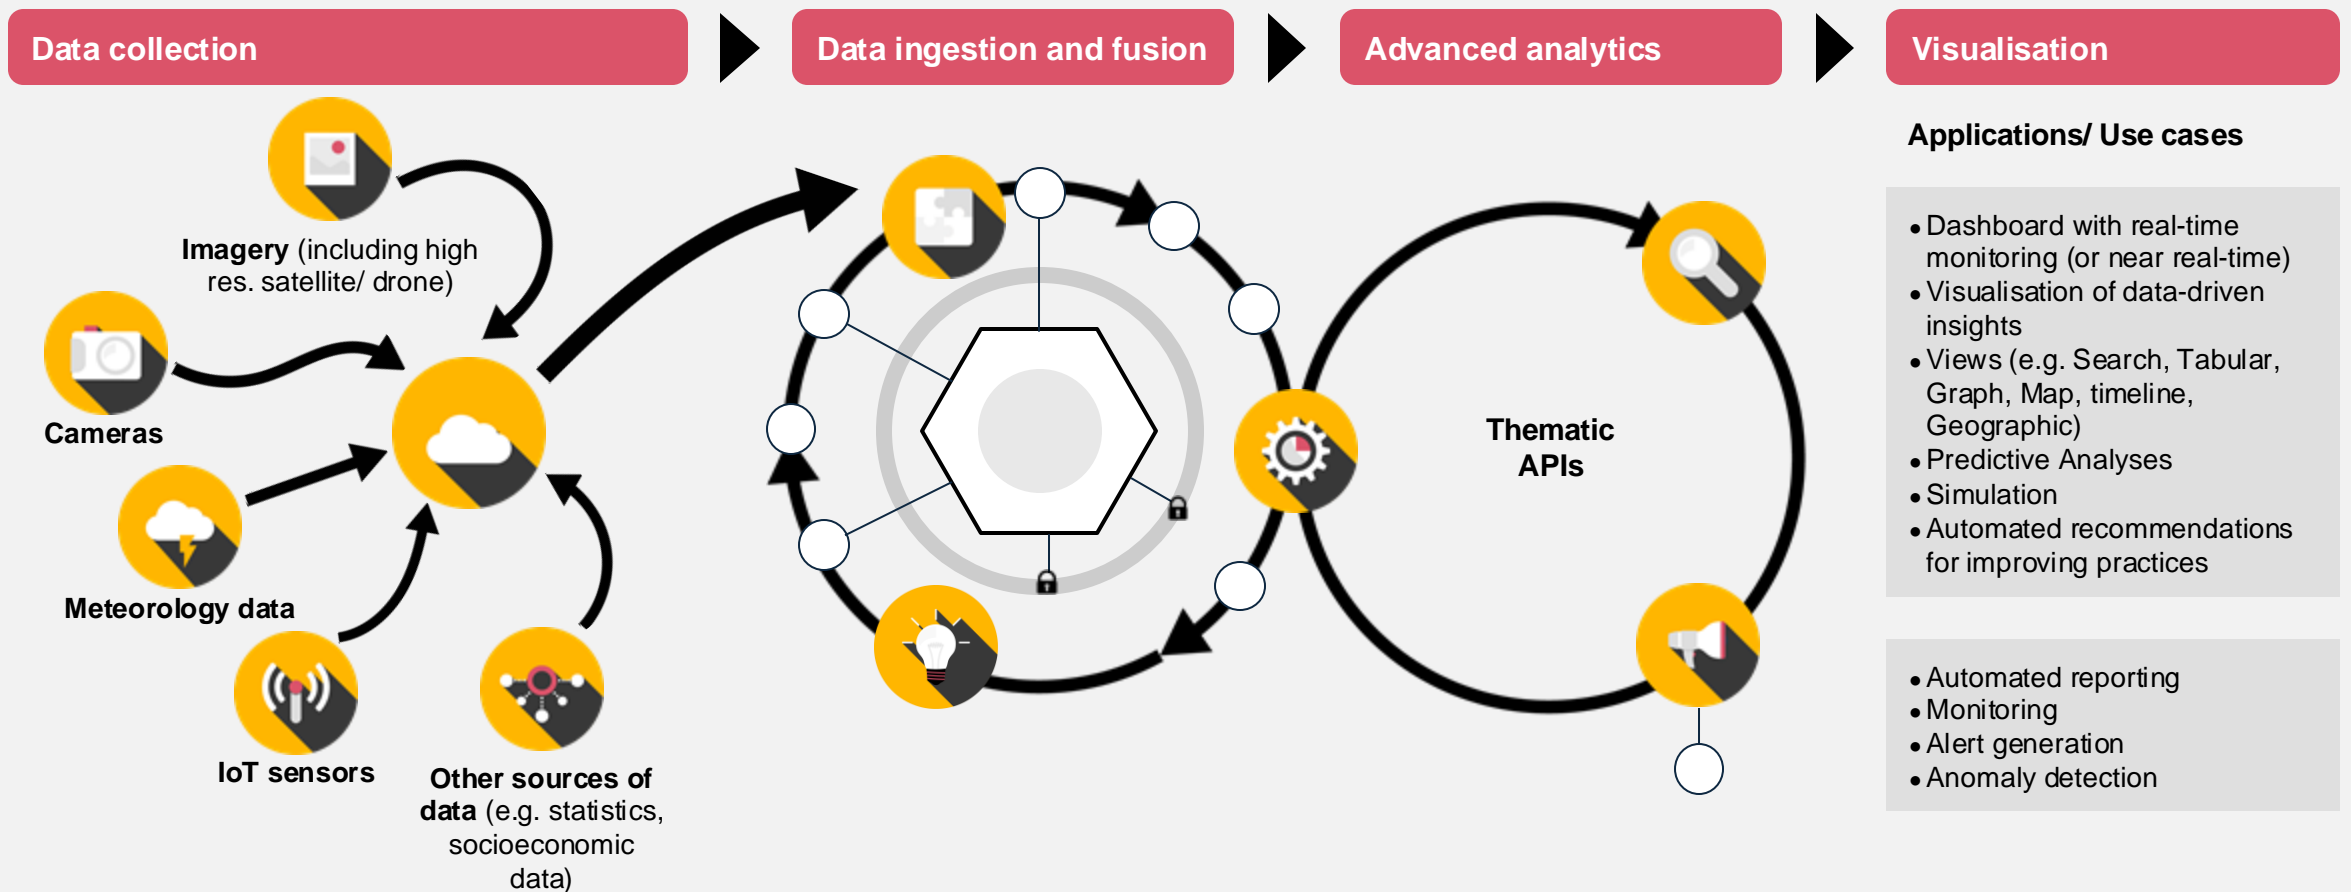 Data collection
Data ingestion and fusion
Advanced analytics
Visualisation
Imagery (including high
res. satellite/ drone)
Cameras
Meteorology data
IoT sensors
Other sources of
data (e.g. statistics,
socioeconomic
data)
Thematic
APIs
Applications/ Use cases
• Dashboard with real-time
monitoring (or near real-time)
• Visualisation of data-driven
insights
• Views (e.g. Search, Tabular,
Graph, Map, timeline,
Geographic)
• Predictive Analyses
• Simulation
• Automated recommendations
for improving practices
• Automated reporting
• Monitoring
• Alert generation
• Anomaly detection